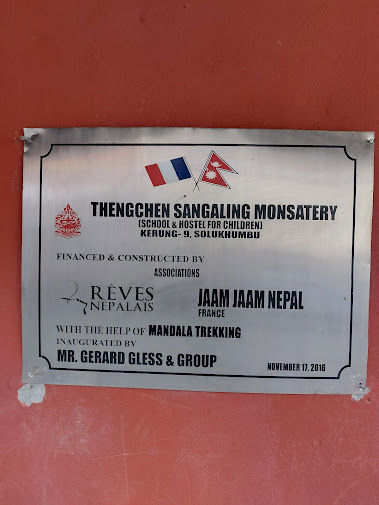 THENGCHEN SANGALING MONSATERY
(SCHOOL & HOSTEL FOR CHILDREN)
KERUNG- 9, SOLUKHUMBU
FINANCED & CONSTRUCTED BY
ASSOCIATIONS
RÊVES
NEPALAIS
JAAM JAAM NEPAL
FRANCE
WITH THE HELP OF MANDALA TREKKING
INAUGURATED BY
MR. GERARD GLESS & GROUP
NOVEMBER 17, 2016